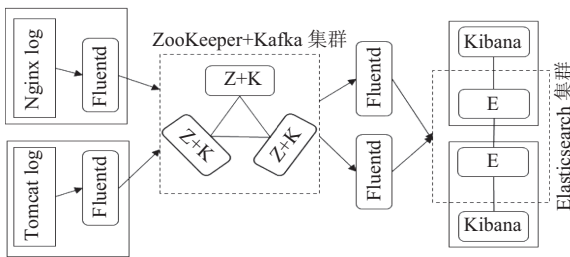 Nginx log
Fluentd
Tomcat log
Fluentd
ZooKeeper+Kafka 集群
Z+K
Z+K
Z+K
Fluentd
Fluentd
Kibana
E
E
Kibana
Elasticsearch 集群